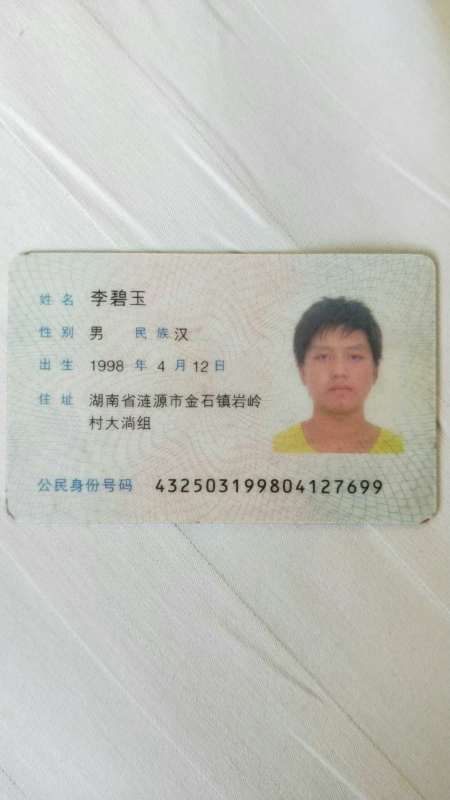 姓名 李碧玉
性别 男 民族 汉
出生 1998 年 4 月 12 日
住址 湖南省涟源市金石镇岩岭
村大淌组
公民身份号码 432503199804127699